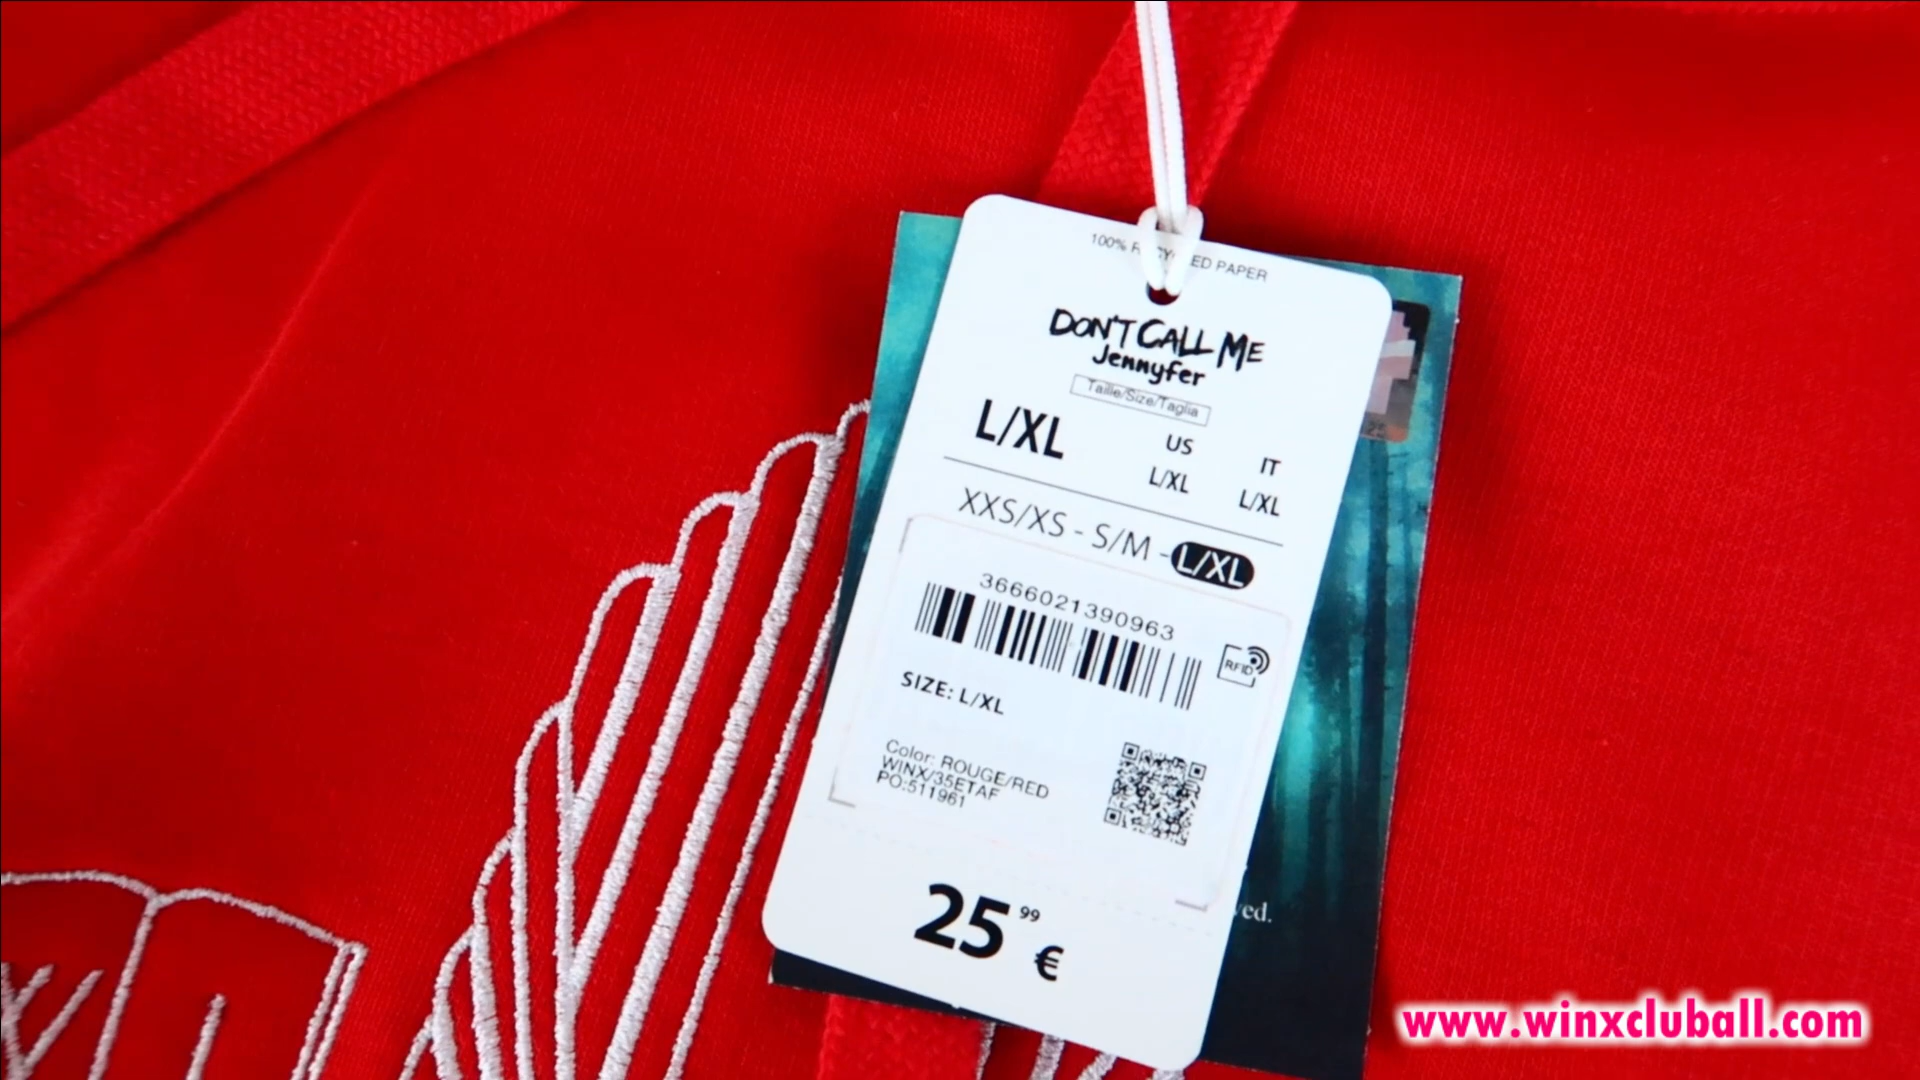 100% RECYCLED PAPER
DON'T CALL ME
Jennyfer
Taille/Size/Taglia
L/XL US IT
L/XL L/XL
XXS/XS - S/M - L/XL
3666021390963
RFID
SIZE: L/XL
Color: ROUGE/RED
WINX/35ETAF
PO:511961
25 99 €
ved.
www.winxcluball.com